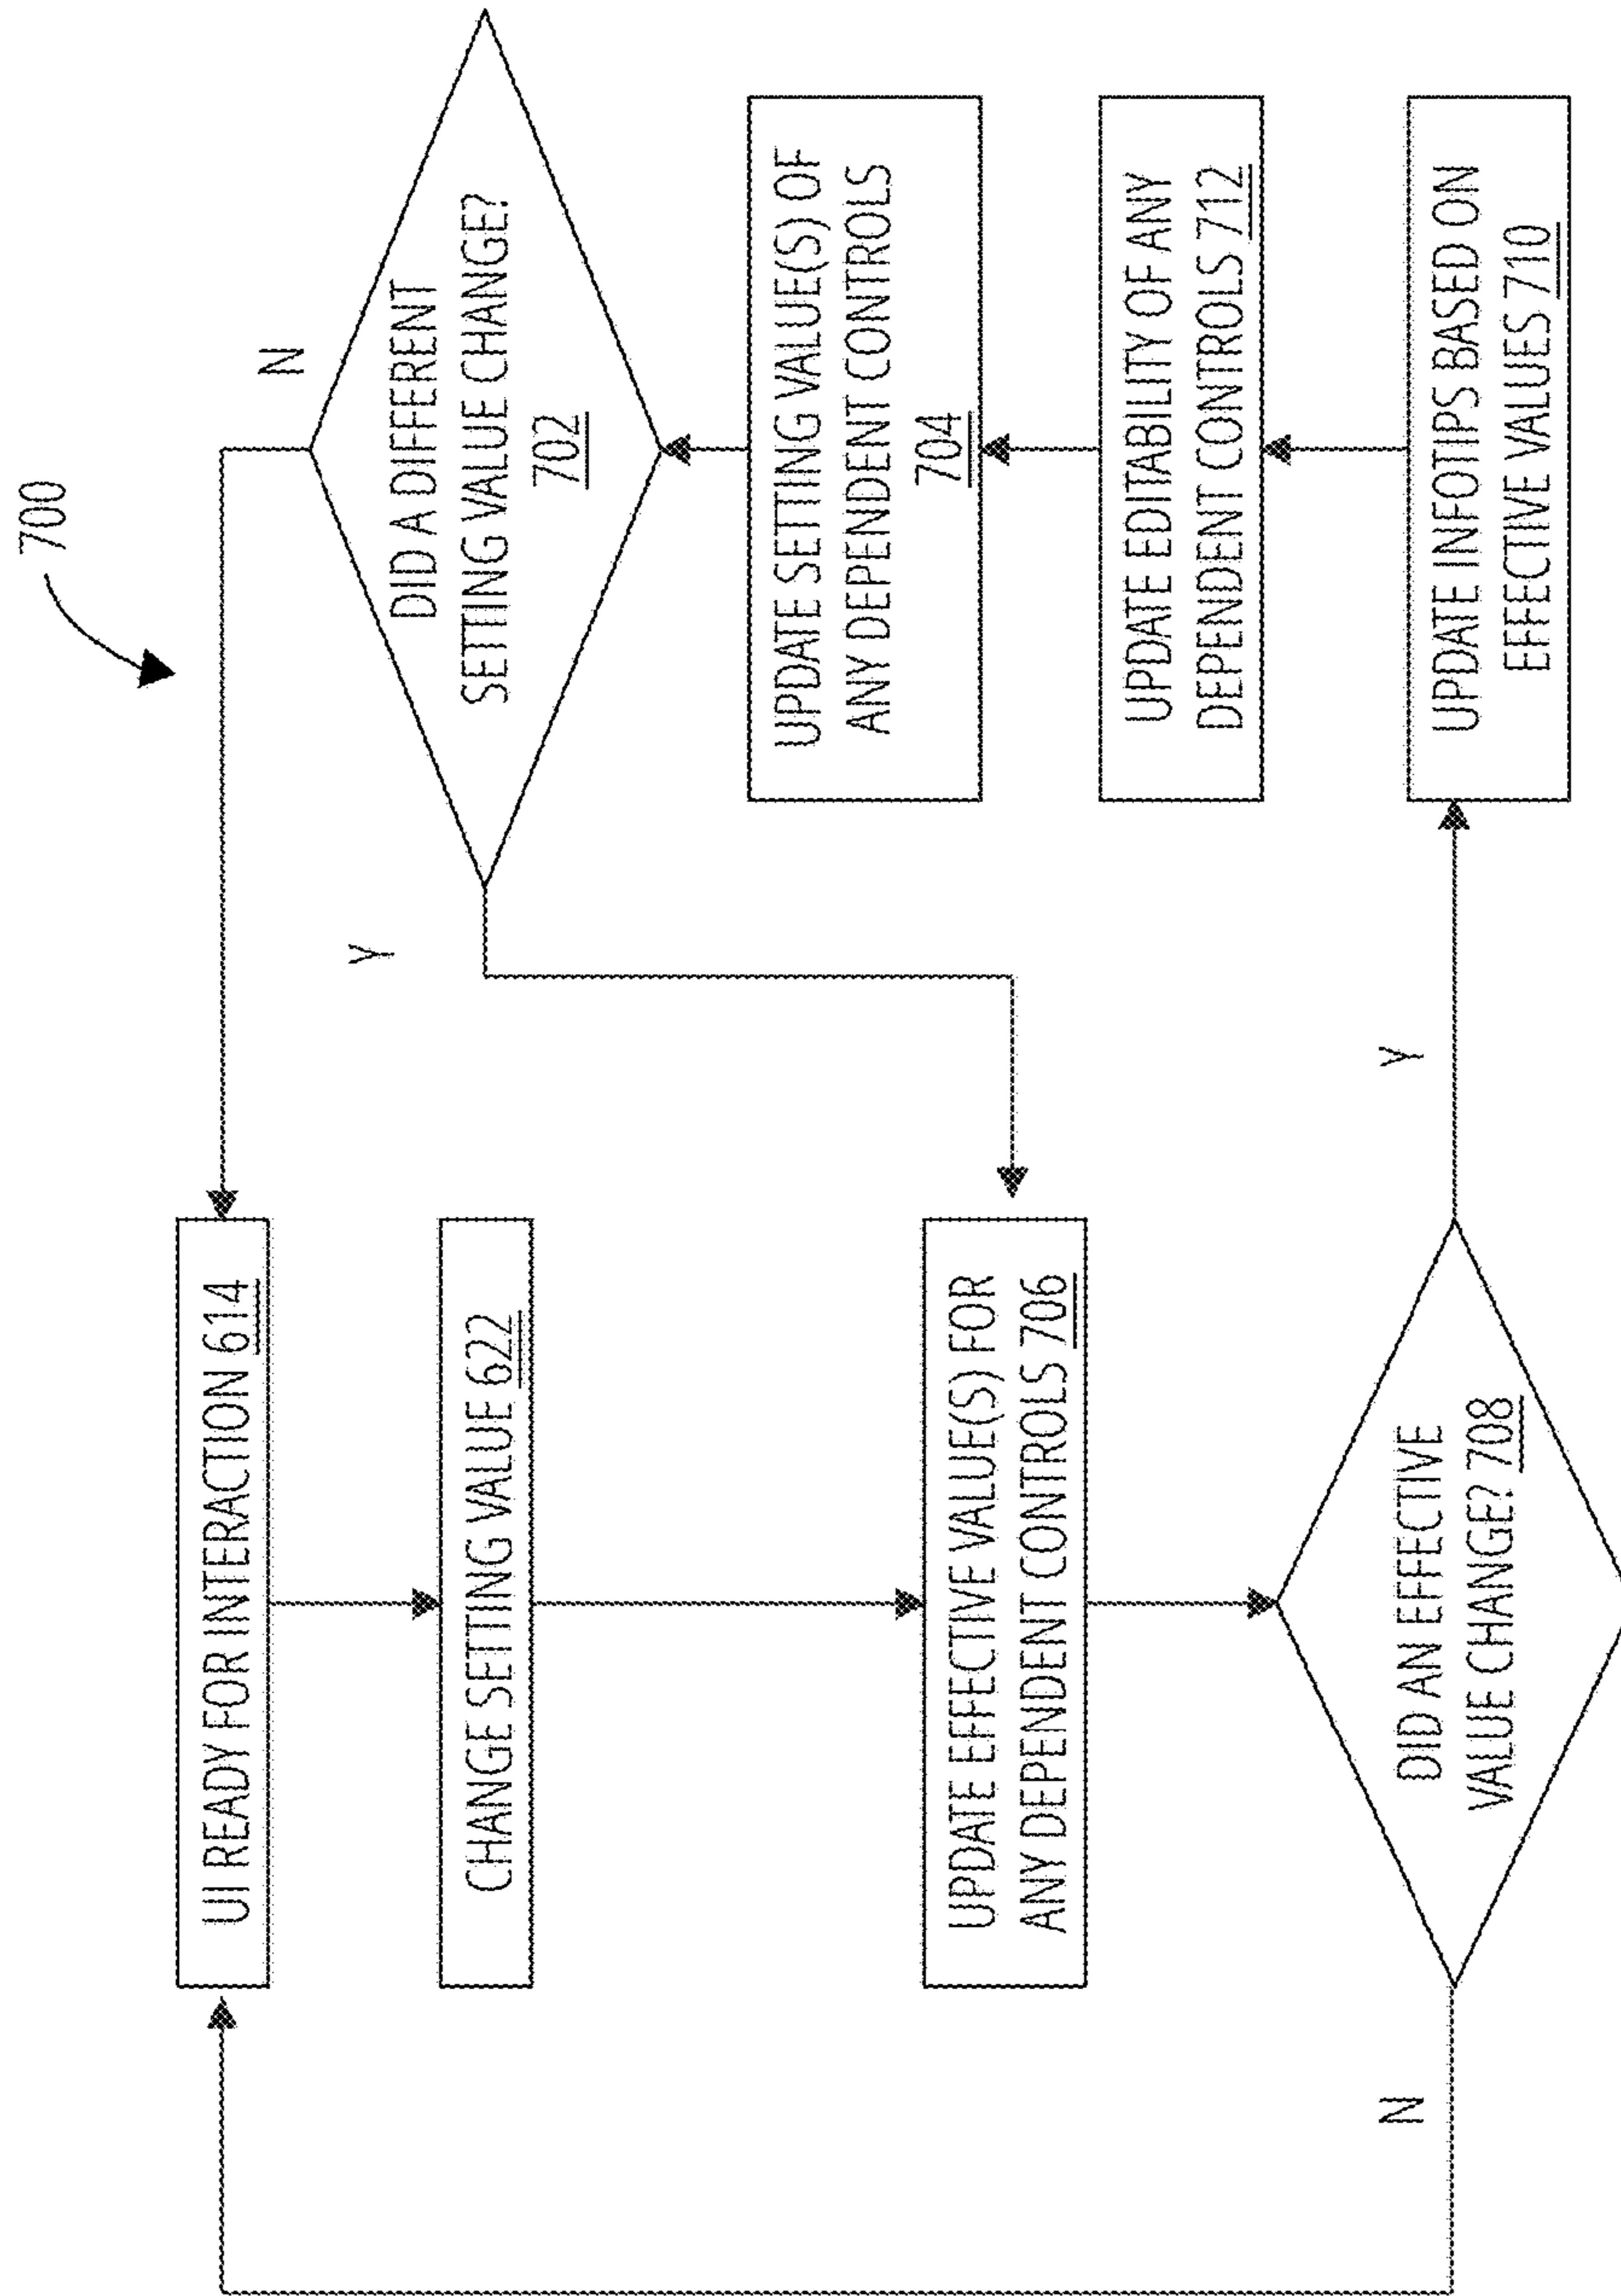 700
UI READY FOR INTERACTION 614
CHANGE SETTING VALUE 622
UPDATE EFFECTIVE VALUE(S) FOR
ANY DEPENDENT CONTROLS 706
DID AN EFFECTIVE
VALUE CHANGE? 708
N
Y
UPDATE INFOTIPS BASED ON
EFFECTIVE VALUES 710
UPDATE EDITABILITY OF ANY
DEPENDENT CONTROLS 712
UPDATE SETTING VALUE(S) OF
ANY DEPENDENT CONTROLS
704
DID A DIFFERENT
SETTING VALUE CHANGE?
702
Y
N